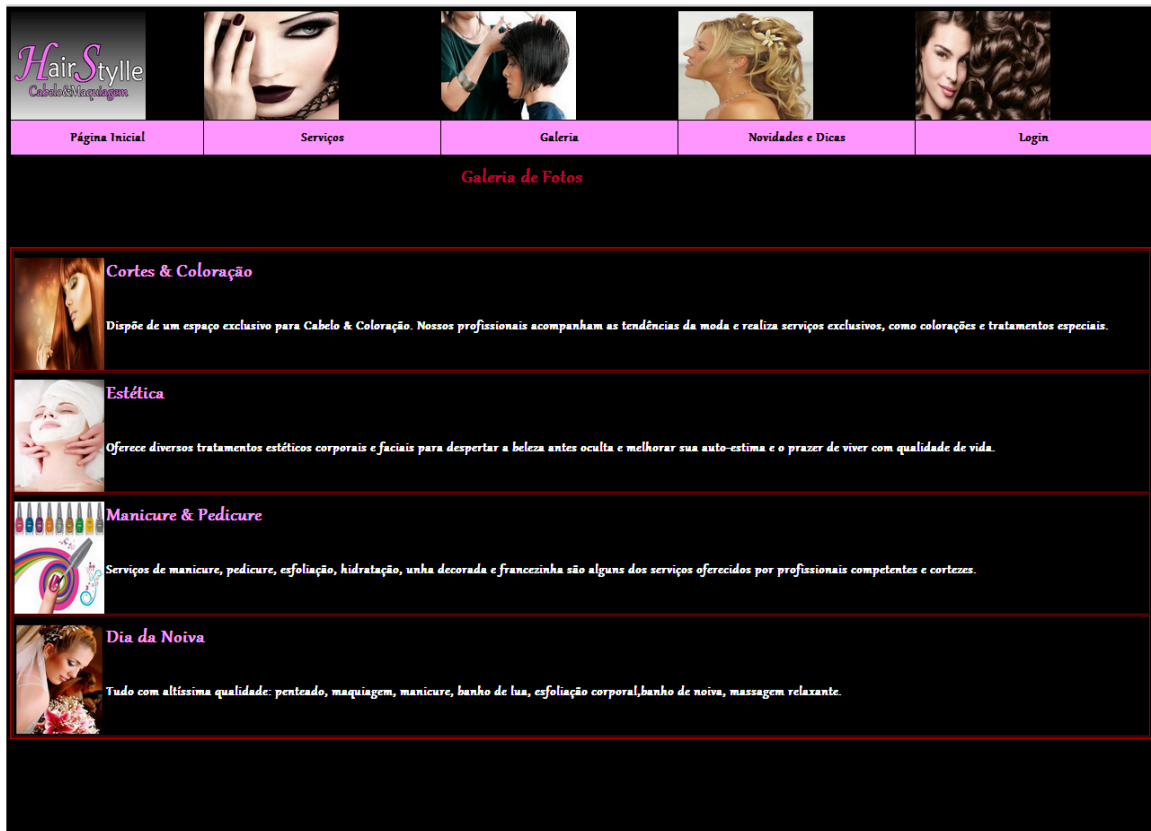 HairStylle
Cabelo&Maquiagem
Página Inicial
Serviços
Galeria
Novidades e Dicas
Login
Galeria de Fotos
Cortes & Coloração
Dispõe de um espaço exclusivo para Cabelo & Coloração. Nossos profissionais acompanham as tendências da moda e realiza serviços exclusivos, como colorações e tratamentos especiais.
Estética
Oferece diversos tratamentos estéticos corporais e faciais para despertar a beleza antes oculta e melhorar sua auto-estima e o prazer de viver com qualidade de vida.
Manicure & Pedicure
Serviços de manicure, pedicure, esfoliação, hidratação, unha decorada e francezinha são alguns dos serviços oferecidos por profissionais competentes e cortezes.
Dia da Noiva
Tudo com altíssima qualidade: penteado, maquiagem, manicure, banho de lua, esfoliação corporal,banho de noiva, massagem relaxante.